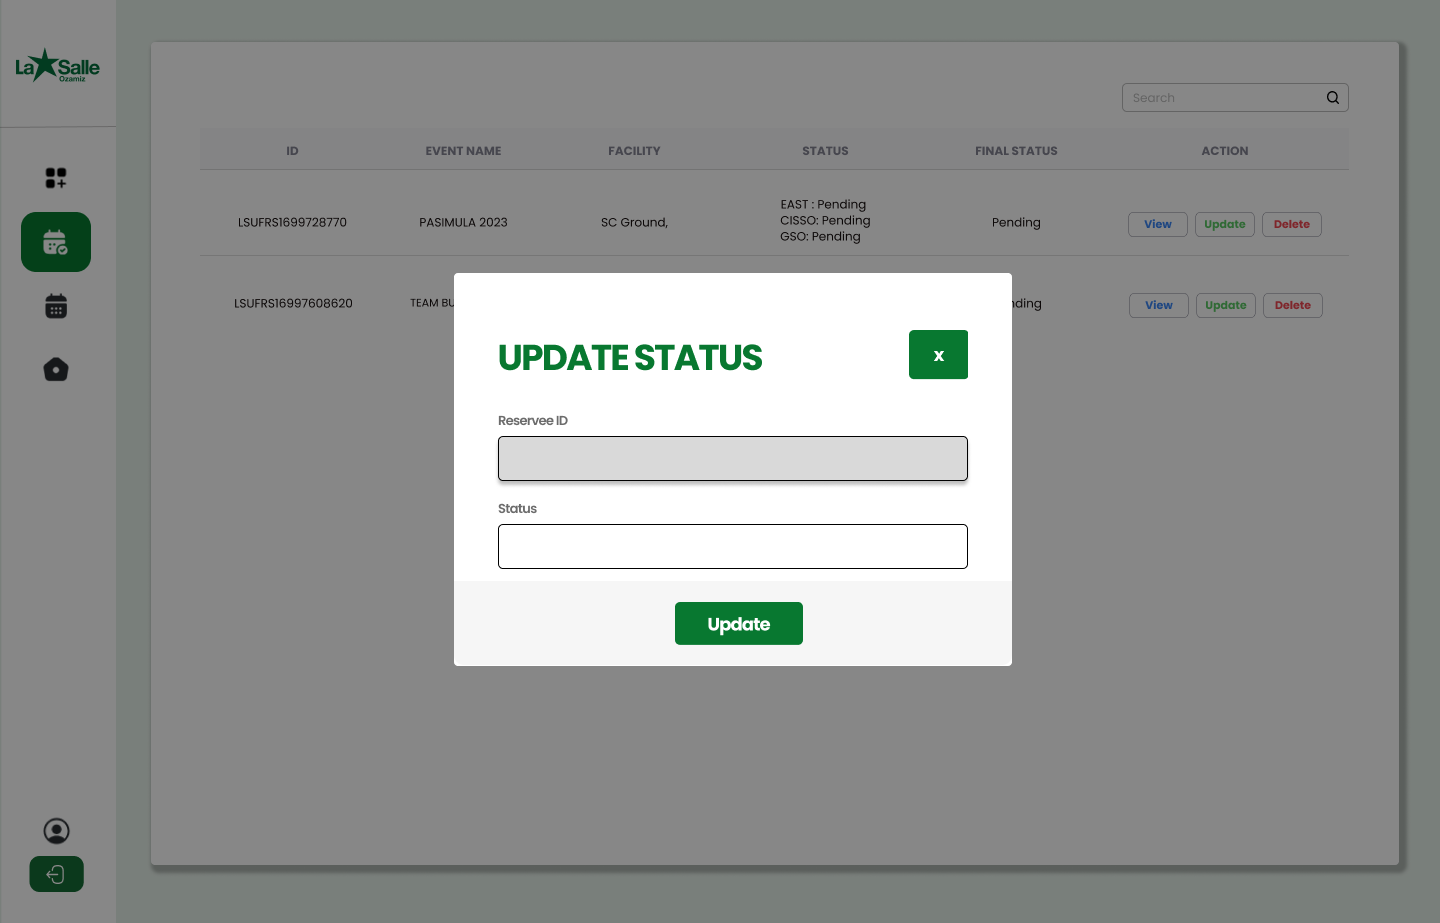 La Salle
Ozamiz
Search
ID EVENT NAME FACILITY STATUS FINAL STATUS ACTION
LSUFRS1699728770 PASIMULA 2023 SC Ground, EAST : Pending
CISSO: Pending
GSO: Pending
Pending View Update Delete
LSUFRS16997608620 TEAM BU nding View Update Delete
UPDATE STATUS
x
Reservee ID
Status
Update